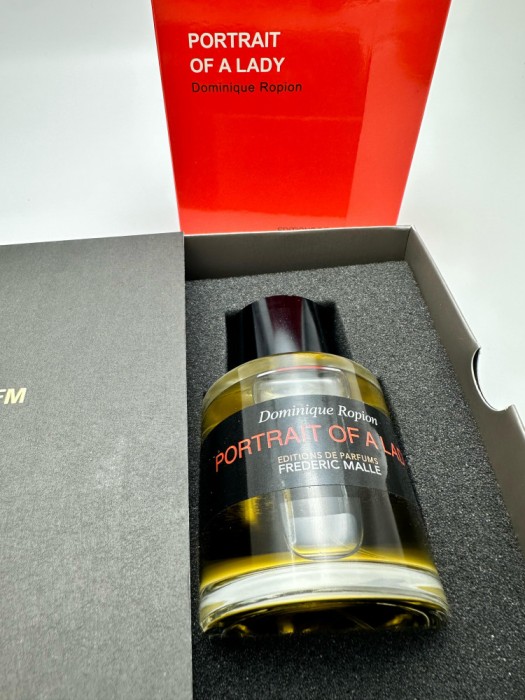 PORTRAIT
OF A LADY
Dominique Ropion
FM
Dominique Ropion
PORTRAIT OF A LADY
EDITIONS DE PARFUMS
FREDERIC MALLE